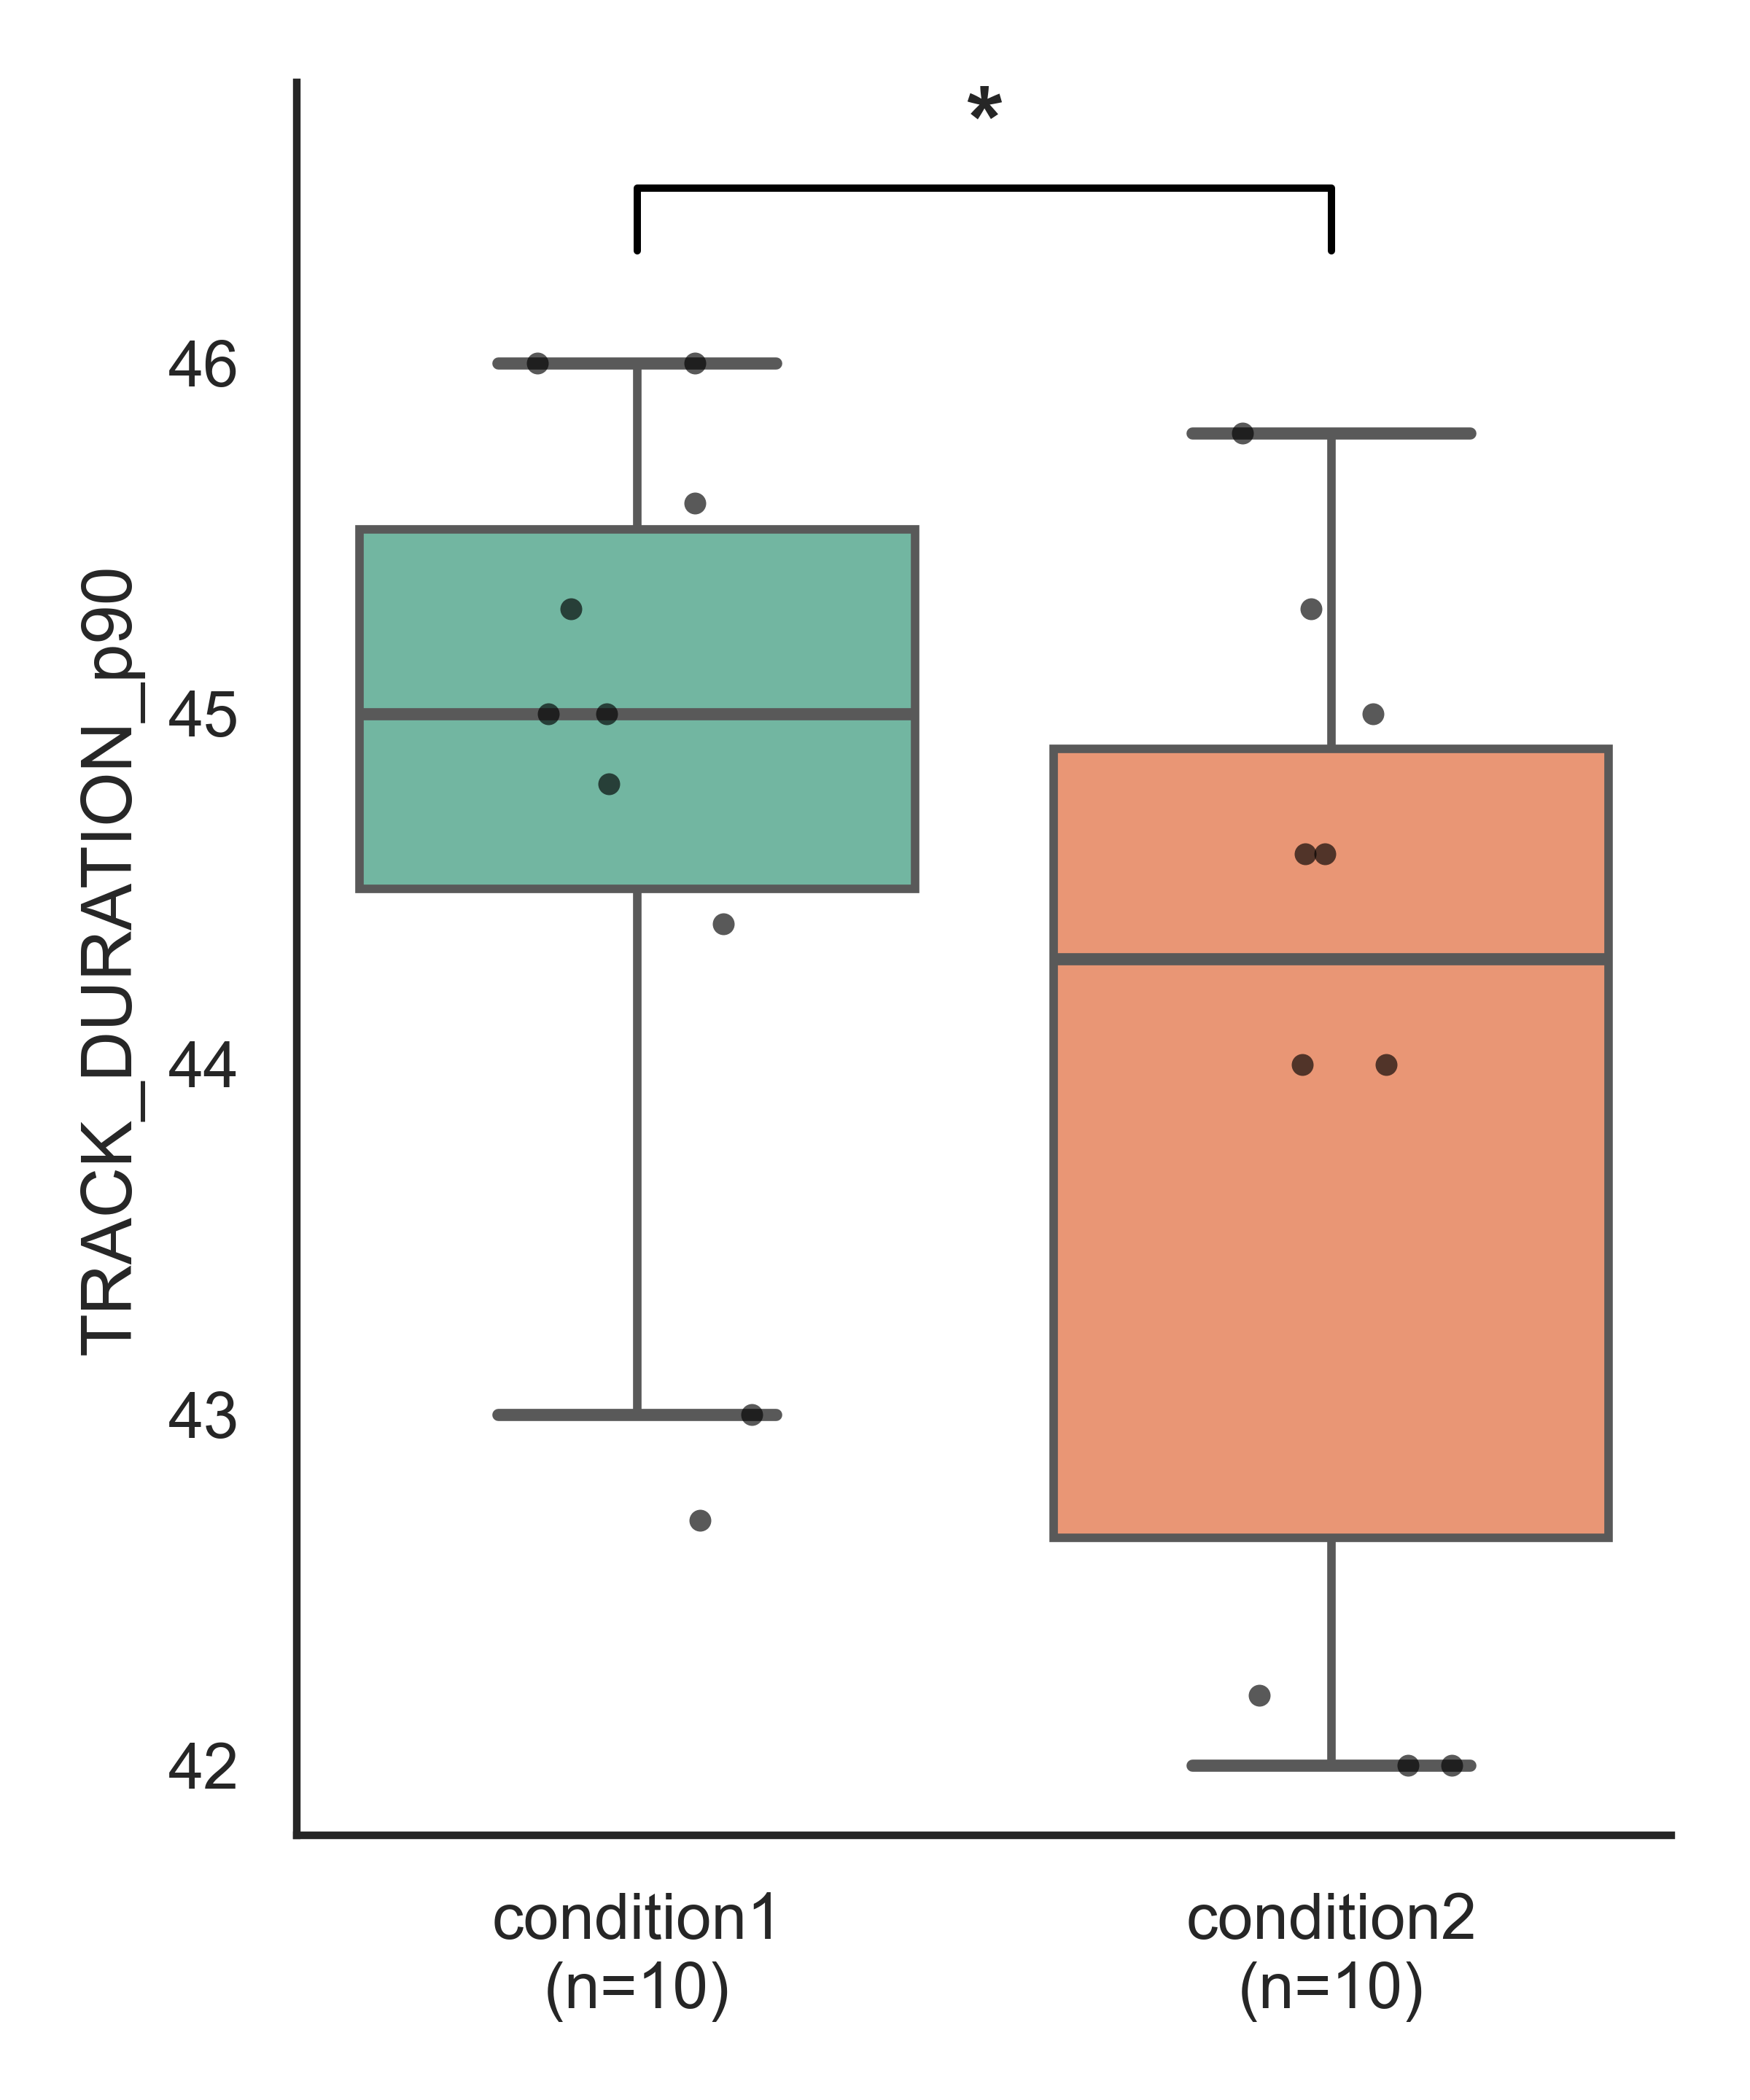 *
46
45
44
43
42
TRACK_DURATION_p90
condition1
(n=10)
condition2
(n=10)